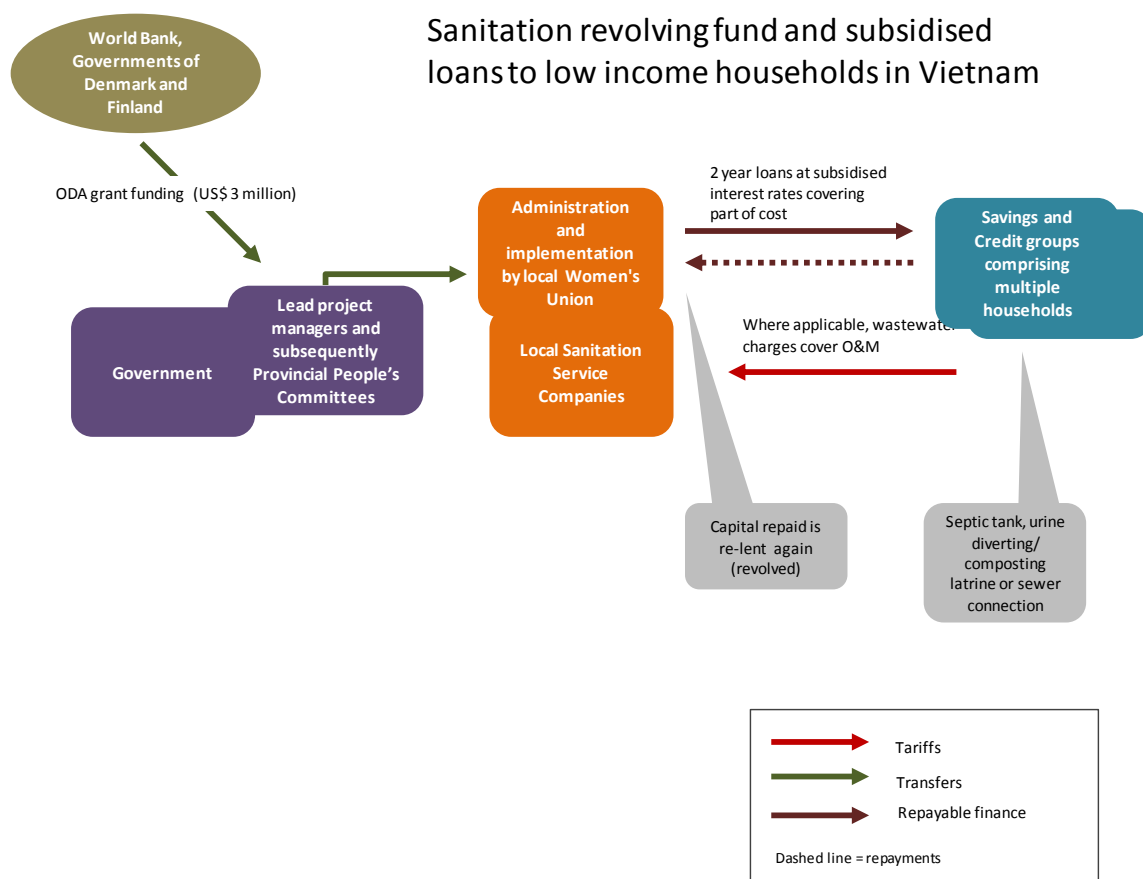 Sanitation revolving fund and subsidised
loans to low income households in Vietnam
World Bank,
Governments of
Denmark and
Finland
ODA grant funding (US$ 3 million)
Government
Lead project
managers and
subsequently
Provincial People's
Committees
Administration
and
implementation
by local Women's
Union
Local Sanitation
Service
Companies
2 year loans at subsidised
interest rates covering
part of cost
Where applicable, wastewater
charges cover O&M
Savings and
Credit groups
comprising
multiple
households
Capital repaid is
re-lent again
(revolved)
Septic tank, urine
diverting/
composting
latrine or sewer
connection
Tariffs
Transfers
Repayable finance
Dashed line = repayments